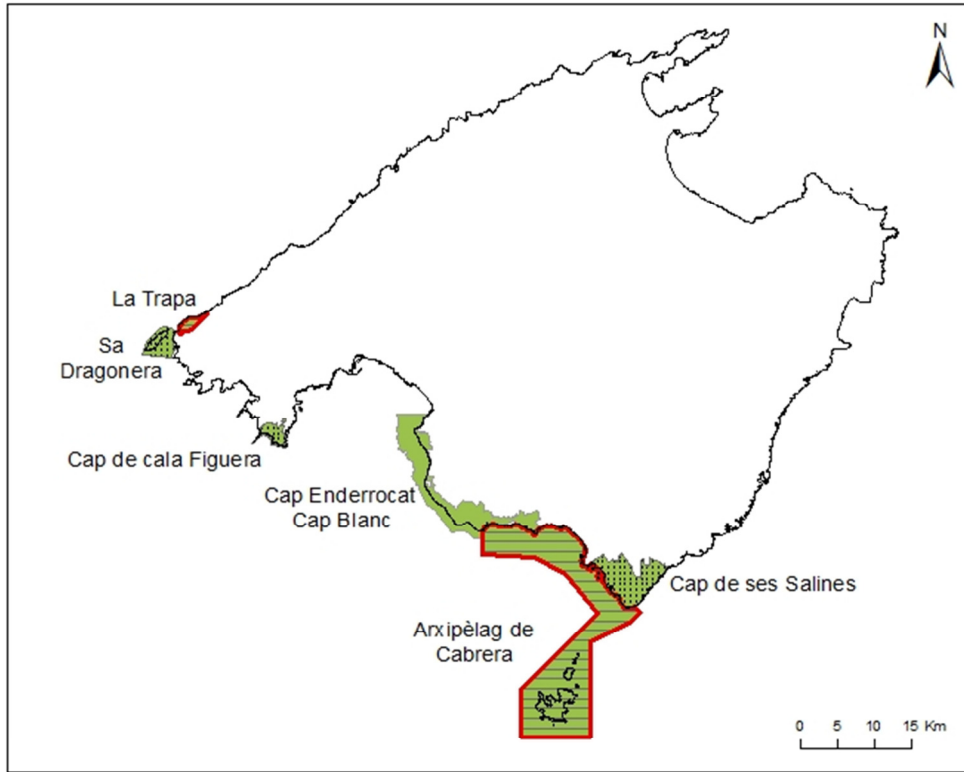 N
La Trapa
Sa
Dragonera
Cap de cala Figuera
Cap Enderrocat
Cap Blanc
Cap de ses Salines
Arxipèlag de
Cabrera
0 5 10 15 Km